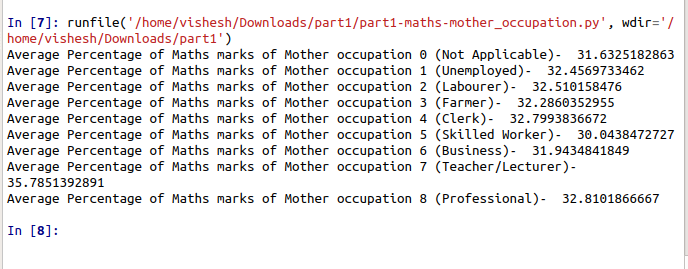 In [7]: runfile('/home/vishesh/Downloads/part1/part1-maths-mother_occupation.py', wdir='/
home/vishesh/Downloads/part1')
Average Percentage of Maths marks of Mother occupation 0 (Not Applicable)-  31.6325182863
Average Percentage of Maths marks of Mother occupation 1 (Unemployed)-  32.4569733462
Average Percentage of Maths marks of Mother occupation 2 (Labourer)-  32.510158476
Average Percentage of Maths marks of Mother occupation 3 (Farmer)-  32.2860352955
Average Percentage of Maths marks of Mother occupation 4 (Clerk)-  32.7993836672
Average Percentage of Maths marks of Mother occupation 5 (Skilled Worker)-  30.0438472727
Average Percentage of Maths marks of Mother occupation 6 (Business)-  31.9434841849
Average Percentage of Maths marks of Mother occupation 7 (Teacher/Lecturer)-
35.7851392891
Average Percentage of Maths marks of Mother occupation 8 (Professional)-  32.8101866667
In [8]: